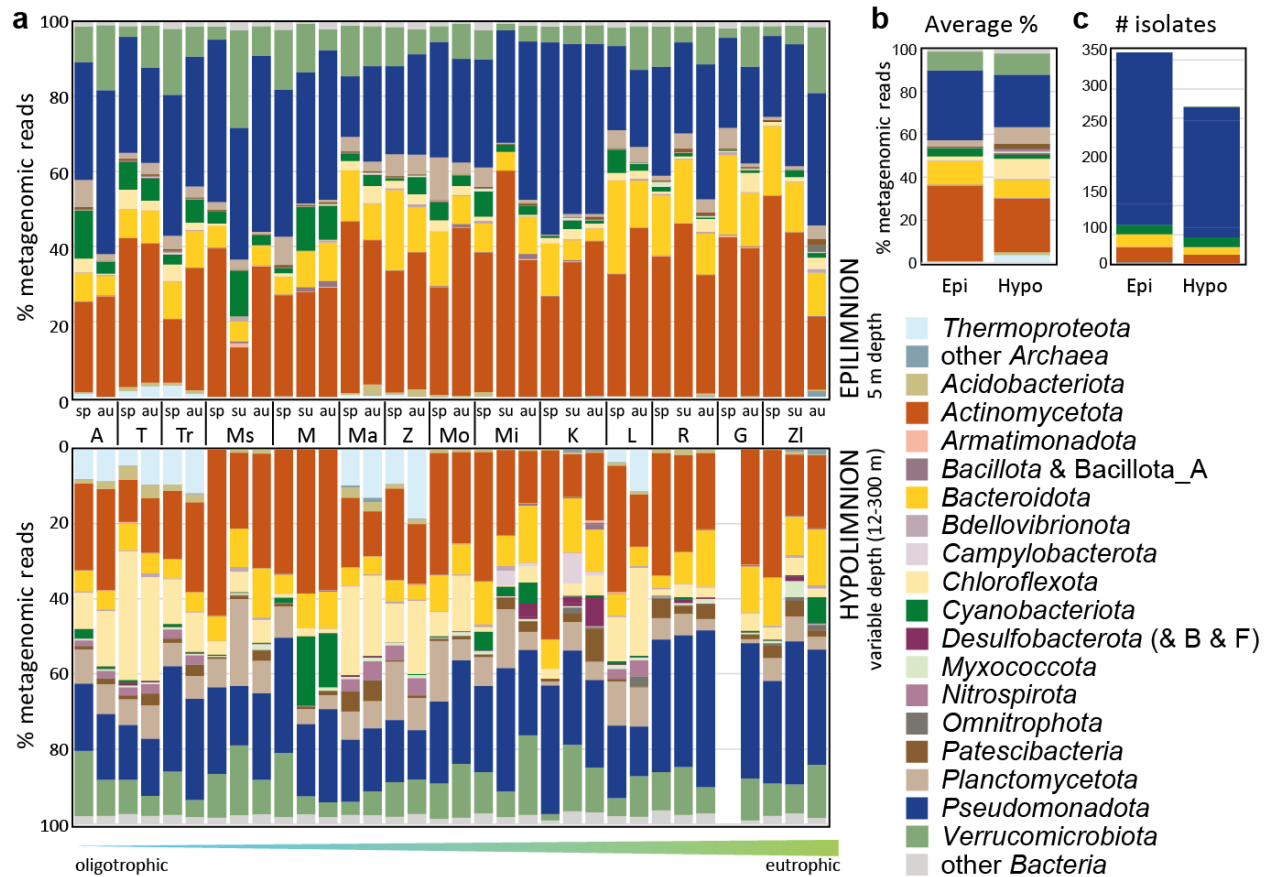 a
% metagenomic reads
100
80
60
40
20
0
EPILIMNION
5 m depth
sp au sp au sp au sp su au sp su au sp au sp au sp au sp su au sp su au sp au sp su au sp au sp su au
A T Tr Ms M Ma Z Mo Mi K L R G Zl
0
20
40
60
80
100
% metagenomic reads
HYPOLIMNION
variable depth (12-300 m)
oligotrophic
eutrophic
b
Average %
% metagenomic reads
100
80
60
40
20
0
Epi Hypo
c
# isolates
350
300
250
200
150
100
0
Epi Hypo
Thermoproteota
other Archaea
Acidobacteriota
Actinomycetota
Armatimonadota
Bacillota & Bacillota_A
Bacteroidota
Bdellovibrionota
Campylobacterota
Chloroflexota
Cyanobacteriota
Desulfobacterota (& B & F)
Myxococcota
Nitrospirota
Omnitrophota
Patescibacteria
Planctomycetota
Pseudomonadota
Verrucomicrobiota
other Bacteria